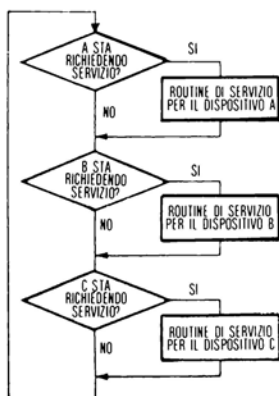 A STA
RICHIEDENDO
SERVIZIO?
SI
ROUTINE DI SERVIZIO
PER IL DISPOSITIVO A
NO
B STA
RICHIEDENDO
SERVIZIO?
SI
ROUTINE DI SERVIZIO
PER IL DISPOSITIVO B
NO
C STA
RICHIEDENDO
SERVIZIO?
SI
ROUTINE DI SERVIZIO
PER IL DISPOSITIVO C
NO